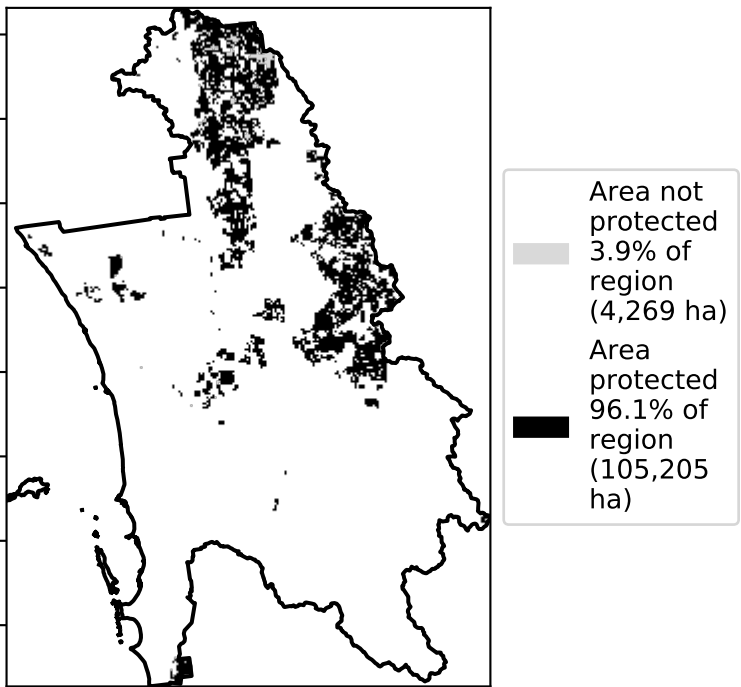 Area not
protected
3.9% of
region
(4,269 ha)
Area
protected
96.1% of
region
(105,205
ha)